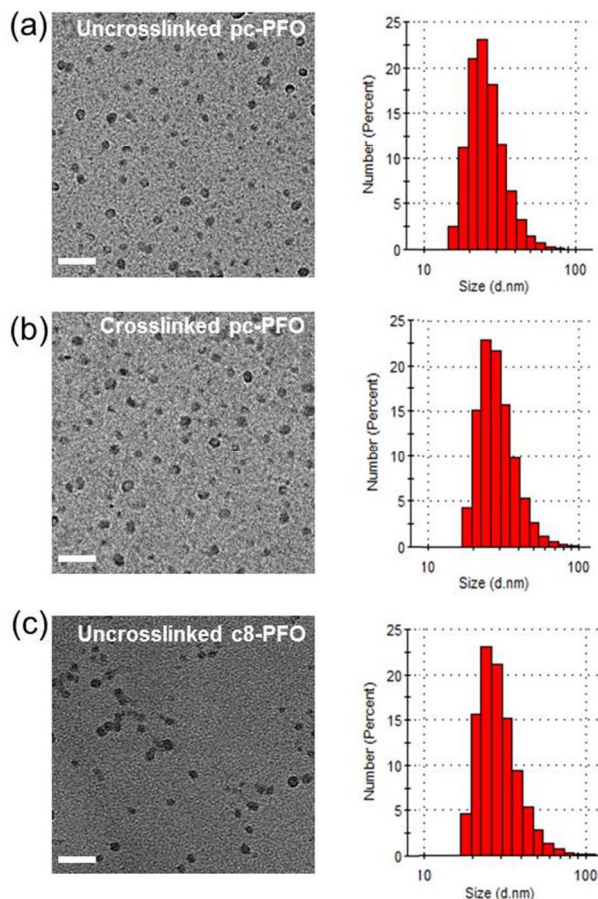 (a)
Uncrosslinked pc-PFO
Number (Percent)
25
20
15
10
5
0
10
100
Size (d.nm)
(b)
Crosslinked pc-PFO
Number (Percent)
25
20
15
10
5
0
10
100
Size (d.nm)
(c)
Uncrosslinked c8-PFO
Number (Percent)
25
20
15
10
5
0
10
100
Size (d.nm)